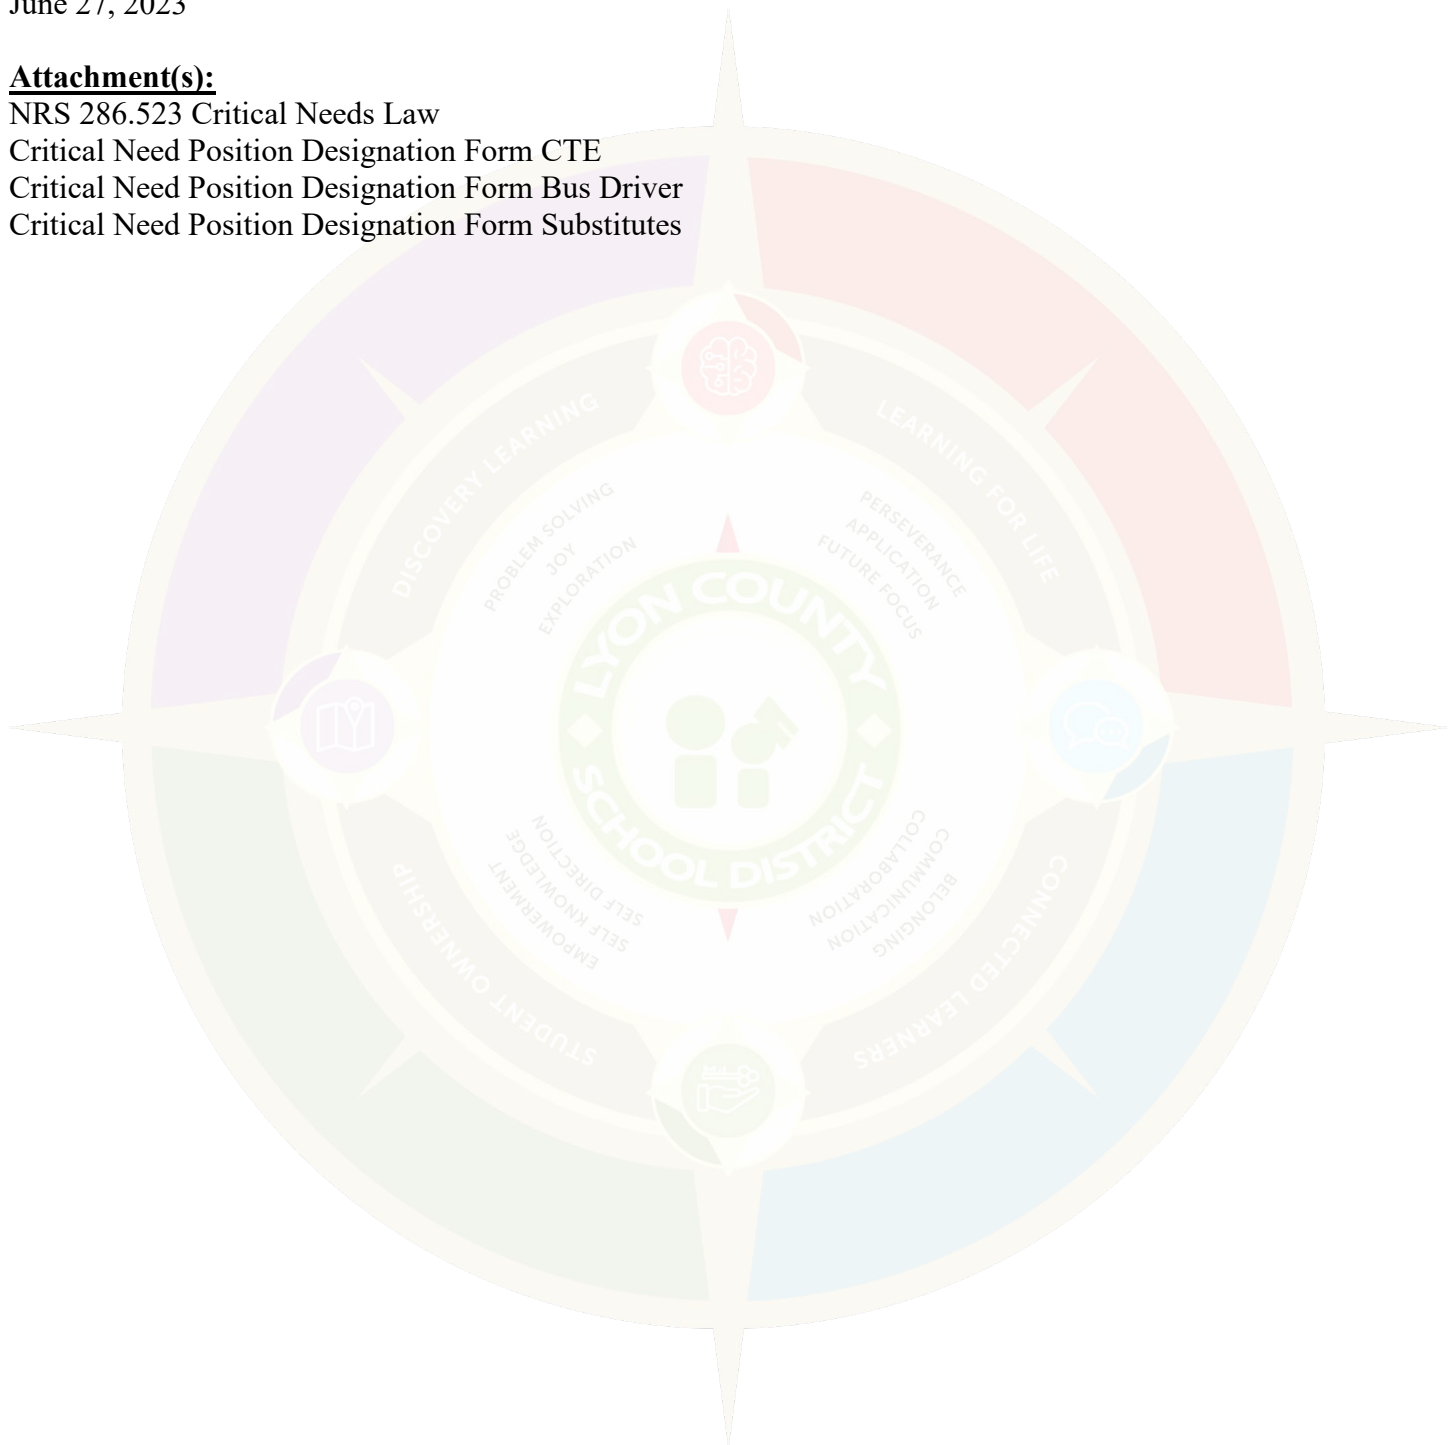 June 27, 2023
Attachment(s):
NRS 286.523 Critical Needs Law
Critical Need Position Designation Form CTE
Critical Need Position Designation Form Bus Driver
Critical Need Position Designation Form Substitutes
DISCOVERY LEARNING
LEARNING FOR LIFE
PROBLEM SOLVING
JOY
EXPLORATION
PERSEVERANCE
APPLICATION
FUTURE FOCUS
LYON COUNTY
SCHOOL DISTRICT
SELF DIRECTION
SELF KNOWLEDGE
EMPOWERMENT
COLLABORATION
COMMUNICATION
BELONGING
STUDENT OWNERSHIP
CONNECTED LEARNERS